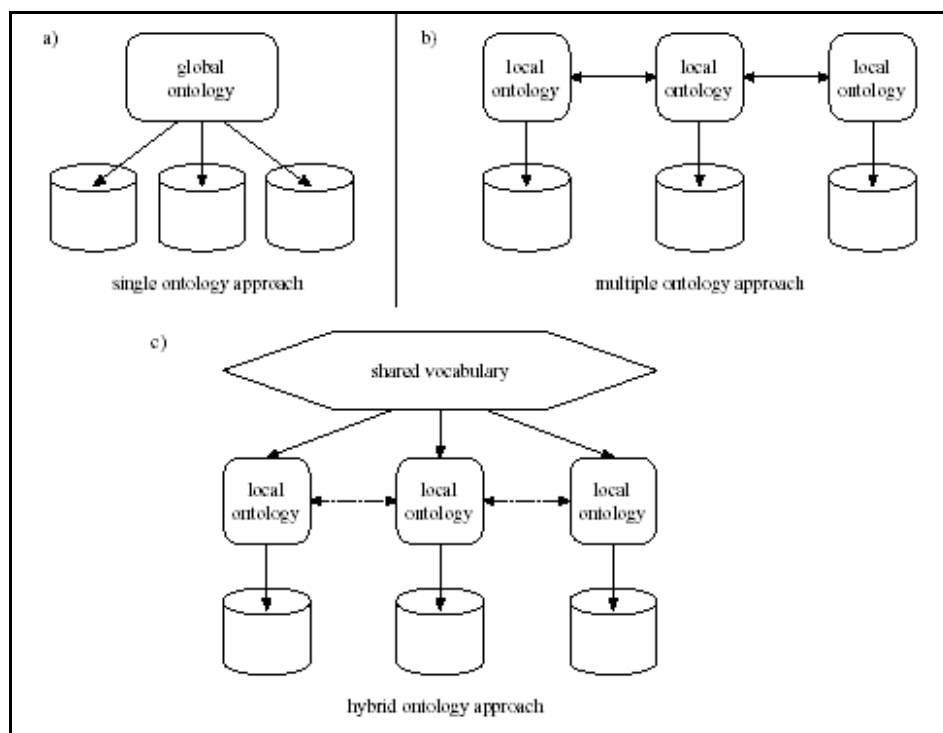 a)
global
ontology
single ontology approach
b)
local
ontology
local
ontology
local
ontology
multiple ontology approach
c)
shared vocabulary
local
ontology
local
ontology
local
ontology
hybrid ontology approach